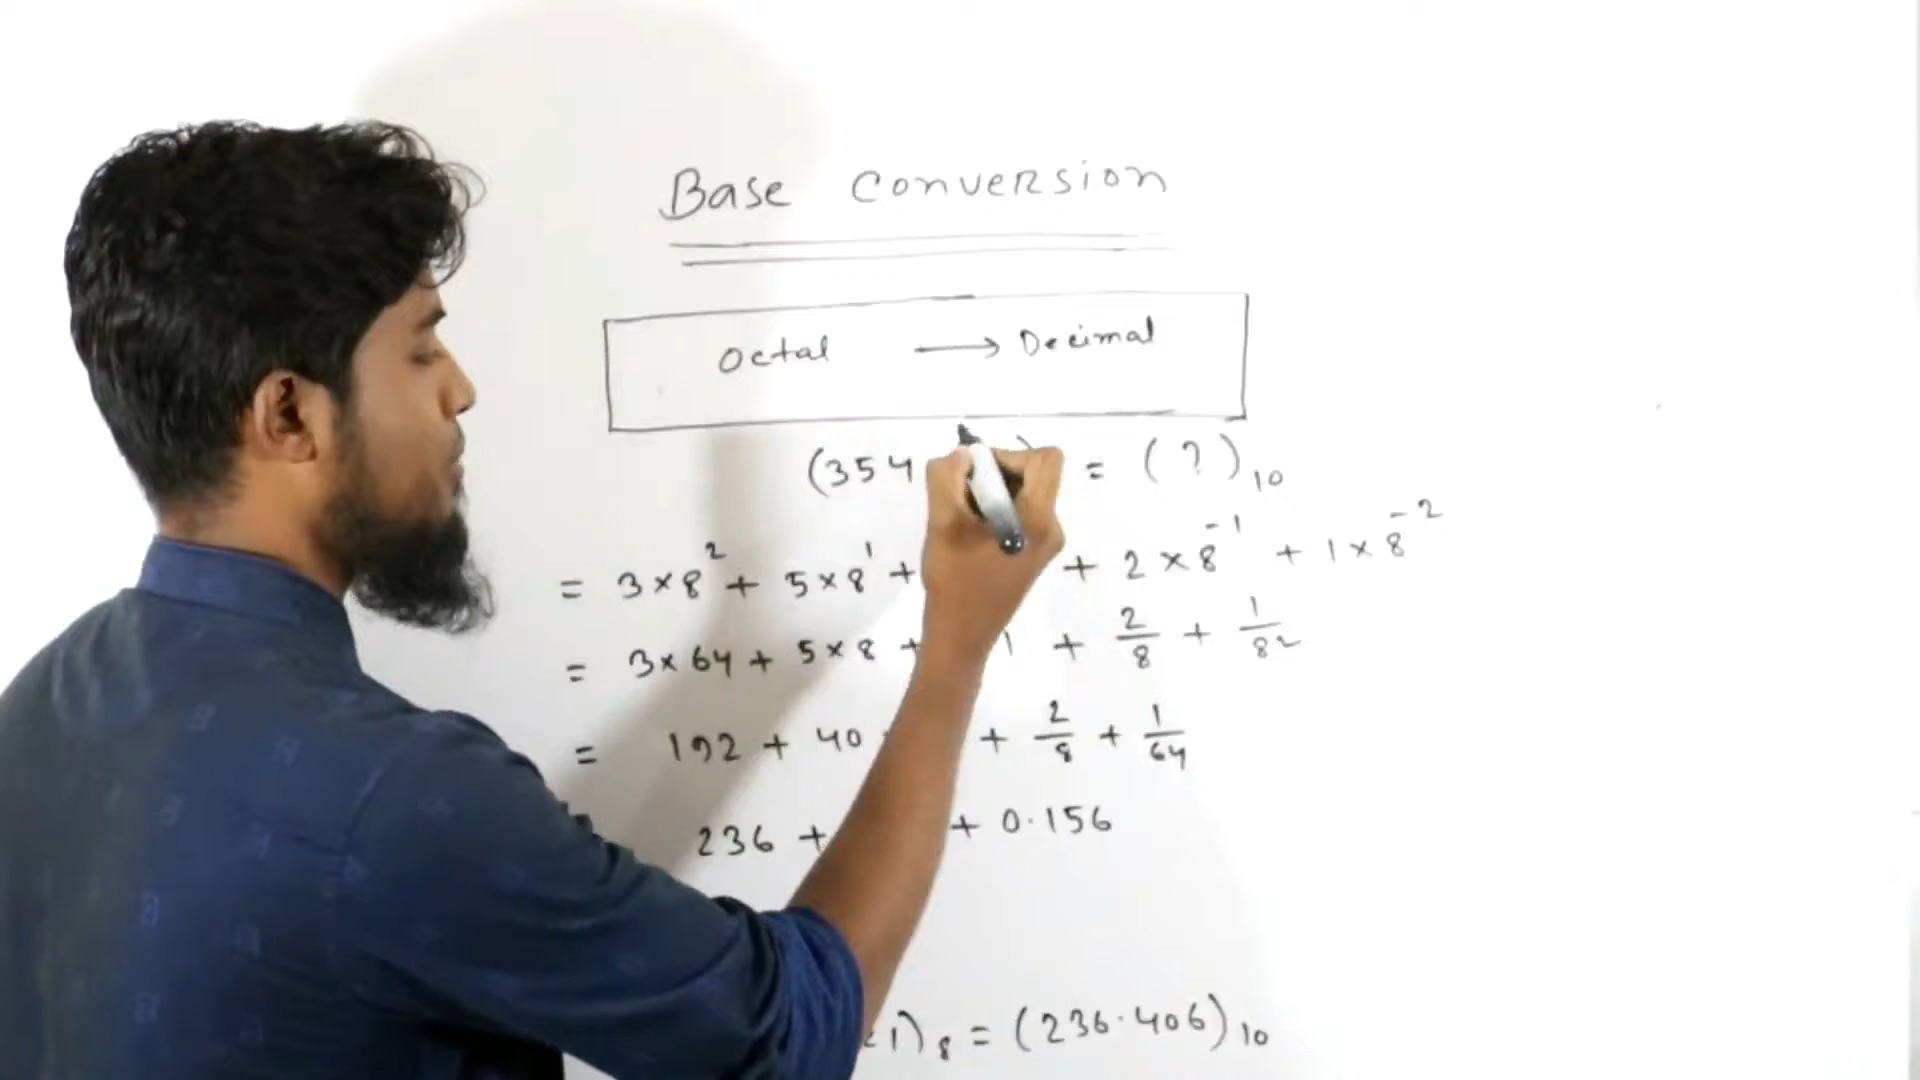 Base Conversion
Octal → Decimal
(354 ) = (?)₁₀
= 3×8² + 5×8¹ + + 2×8⁻¹ + 1×8⁻²
= 3×64 + 5×8 + 1 + 2/8 + 1/8²
= 192 + 40 + 2/8 + 1/64
236 + + 0.156
1)₈ = (236.406)₁₀